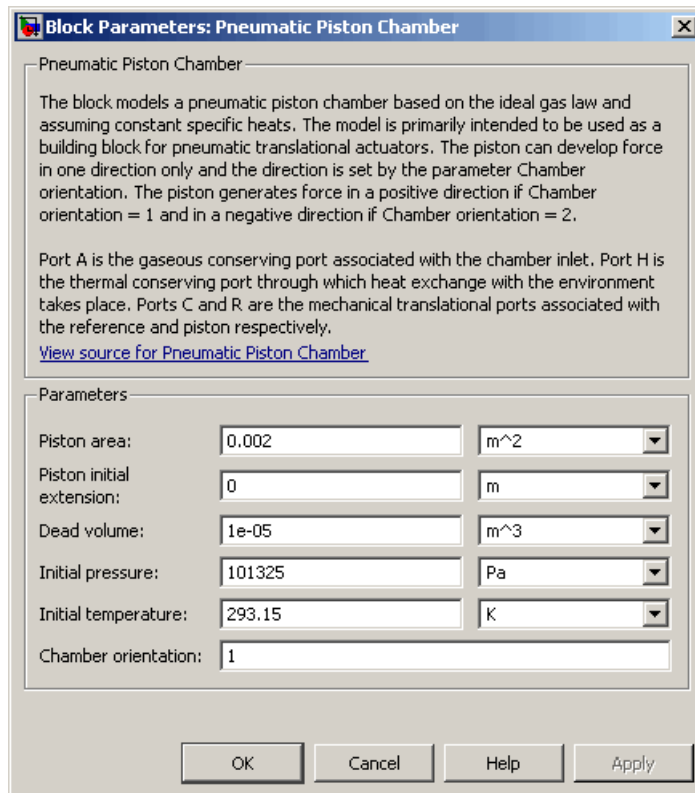 Block Parameters: Pneumatic Piston Chamber
Pneumatic Piston Chamber
The block models a pneumatic piston chamber based on the ideal gas law and
assuming constant specific heats. The model is primarily intended to be used as a
building block for pneumatic translational actuators. The piston can develop force
in one direction only and the direction is set by the parameter Chamber
orientation. The piston generates force in a positive direction if Chamber
orientation = 1 and in a negative direction if Chamber orientation = 2.
Port A is the gaseous conserving port associated with the chamber inlet. Port H is
the thermal conserving port through which heat exchange with the environment
takes place. Ports C and R are the mechanical translational ports associated with
the reference and piston respectively.
View source for Pneumatic Piston Chamber
Parameters
Piston area: 0.002 m^2
Piston initial
extension: 0 m
Dead volume: 1e-05 m^3
Initial pressure: 101325 Pa
Initial temperature: 293.15 K
Chamber orientation: 1
OK Cancel Help Apply